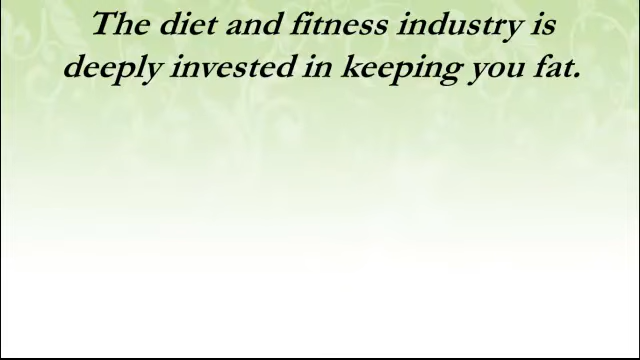 The diet and fitness industry is
deeply invested in keeping you fat.